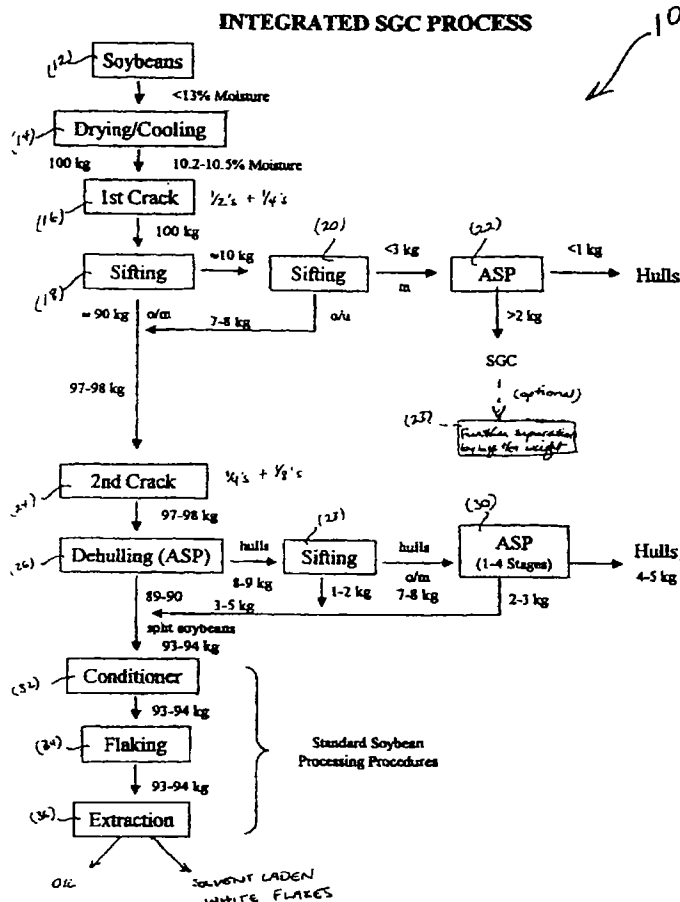 INTEGRATED SGC PROCESS
10
(12)
Soybeans
<13% Moisture
(14)
Drying/Cooling
100 kg
10.2-10.5% Moisture
(16)
1st Crack
1/2's + 1/4's
100 kg
(18)
Sifting
≈10 kg
(20)
Sifting
<3 kg
m
(22)
ASP
<1 kg
Hulls
≈ 90 kg
o/m
7-8 kg
o/u
>2 kg
SGC
(optional)
97-98 kg
(23)
Further separation
by
weight
(24)
2nd Crack
1/4's + 1/8's
97-98 kg
(26)
Dehulling (ASP)
hulls
8-9 kg
Sifting
hulls
o/m
7-8 kg
(30)
ASP
(1-4 Stages)
Hulls
4-5 kg
89-90
3-5 kg
1-2 kg
2-3 kg
split soybeans
93-94 kg
(32)
Conditioner
93-94 kg
(34)
Flaking
93-94 kg
Standard Soybean
Processing Procedures
(36)
Extraction
OIL
SOLVENT LADEN
WHITE FLAKES